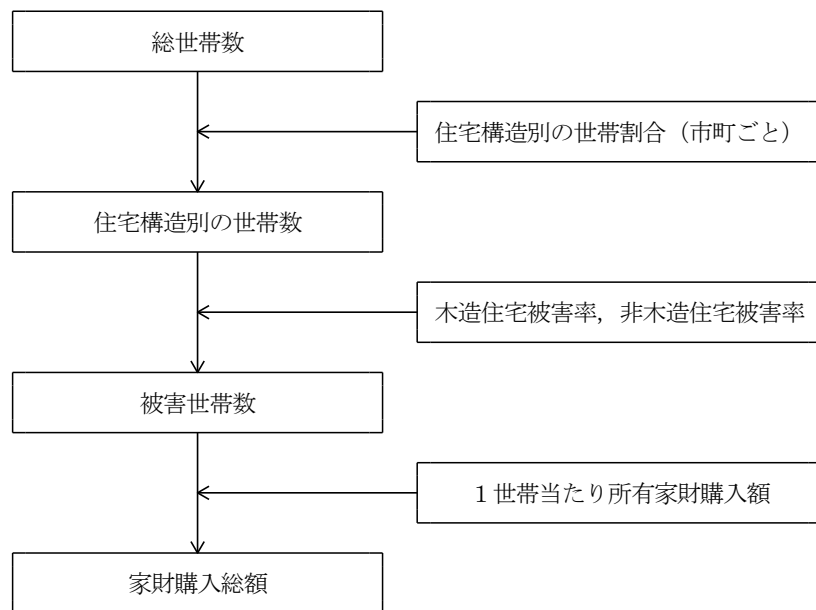 総世帯数
住宅構造別の世帯割合（市町ごと）
住宅構造別の世帯数
木造住宅被害率，非木造住宅被害率
被害世帯数
１世帯当たり所有家財購入額
家財購入総額